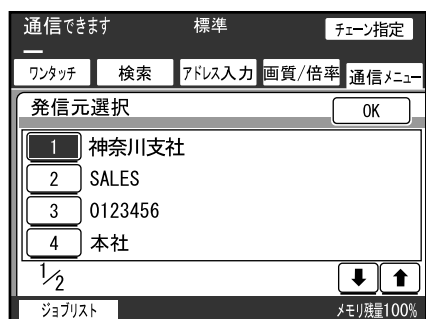 通信できます 標準 チェーン指定
ワンタッチ 検索 アドレス入力 画質/倍率 通信メニュー
発信元選択 OK
1 神奈川支社
2 SALES
3 0123456
4 本社
1/2
ジョブリスト メモリ残量100%